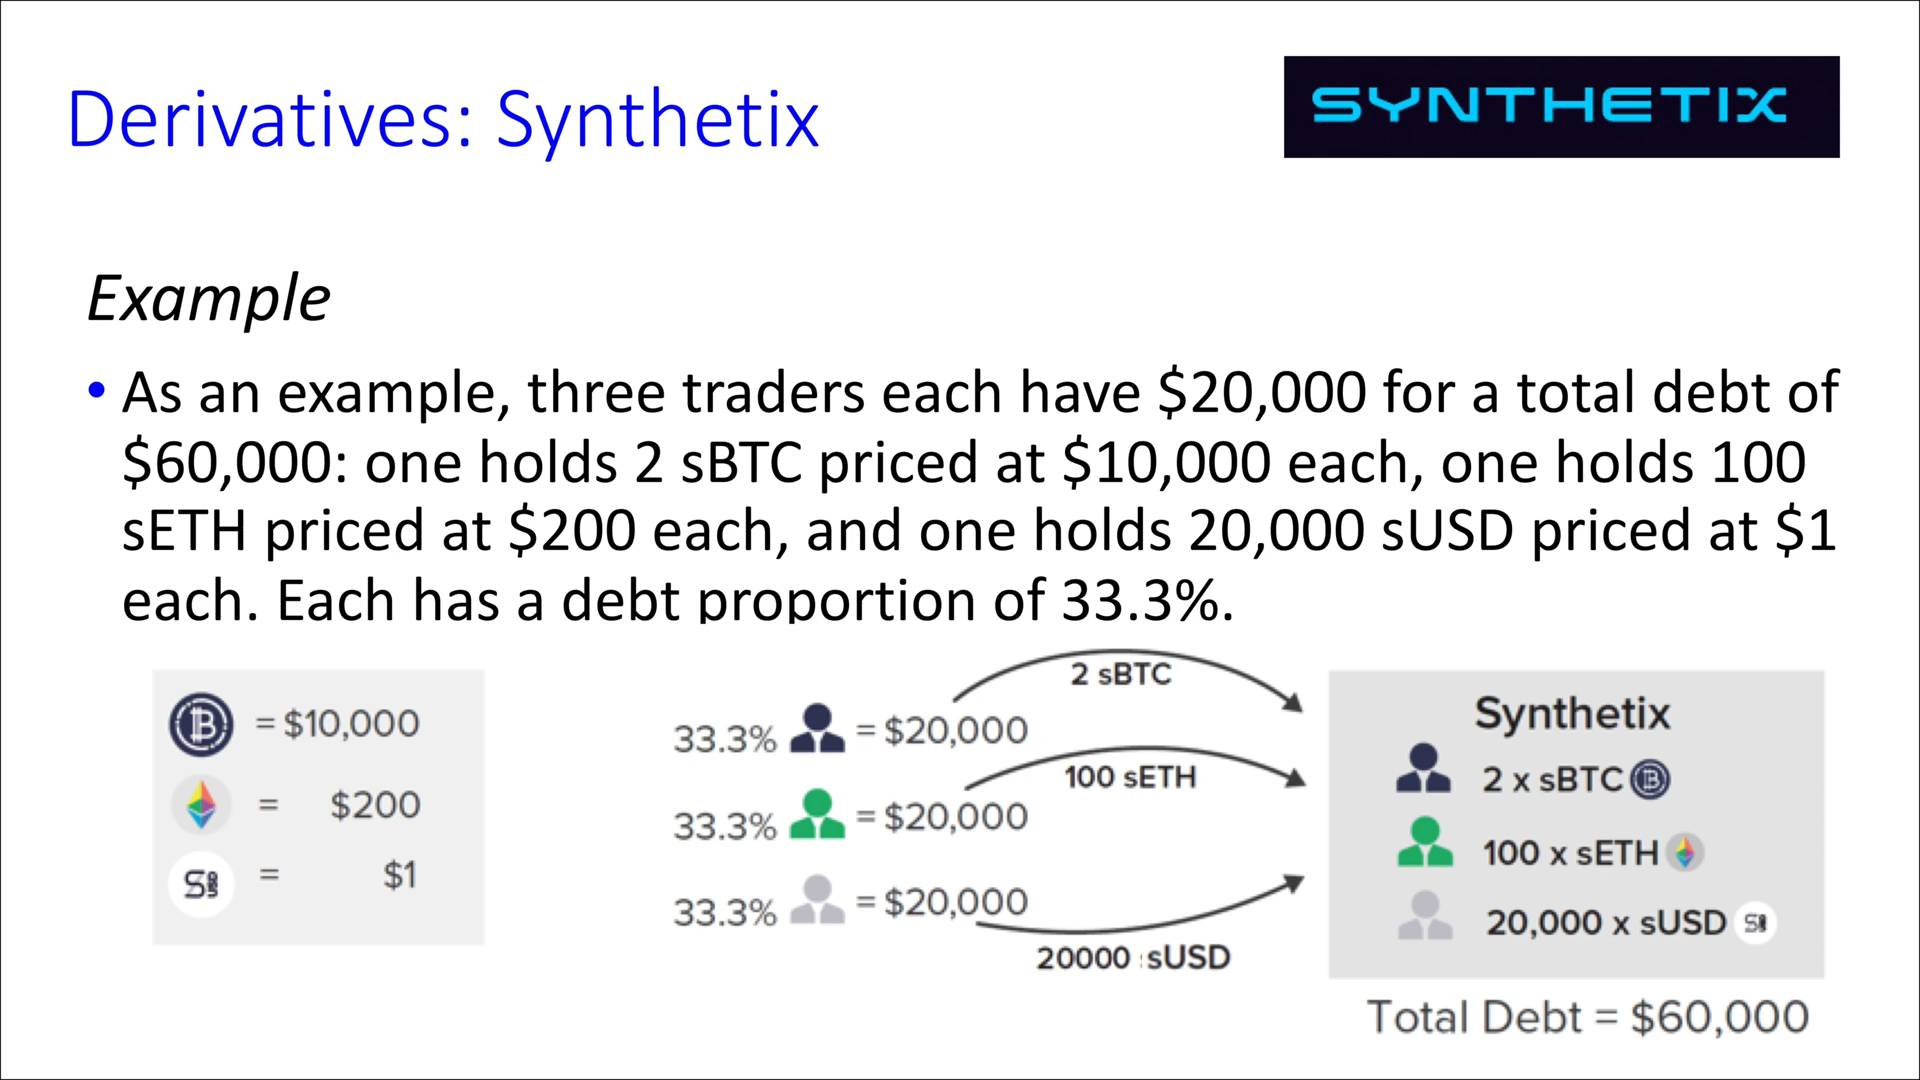 Derivatives: Synthetix
SYNTHETIX
Example
• As an example, three traders each have $20,000 for a total debt of
$60,000: one holds 2 sBTC priced at $10,000 each, one holds 100
sETH priced at $200 each, and one holds 20,000 sUSD priced at $1
each. Each has a debt proportion of 33.3%.
= $10,000
= $200
= $1
2 sBTC
33.3% = $20,000
100 sETH
33.3% = $20,000
33.3% = $20,000
20000 sUSD
Synthetix
2 x sBTC
100 x sETH
20,000 x sUSD
Total Debt = $60,000